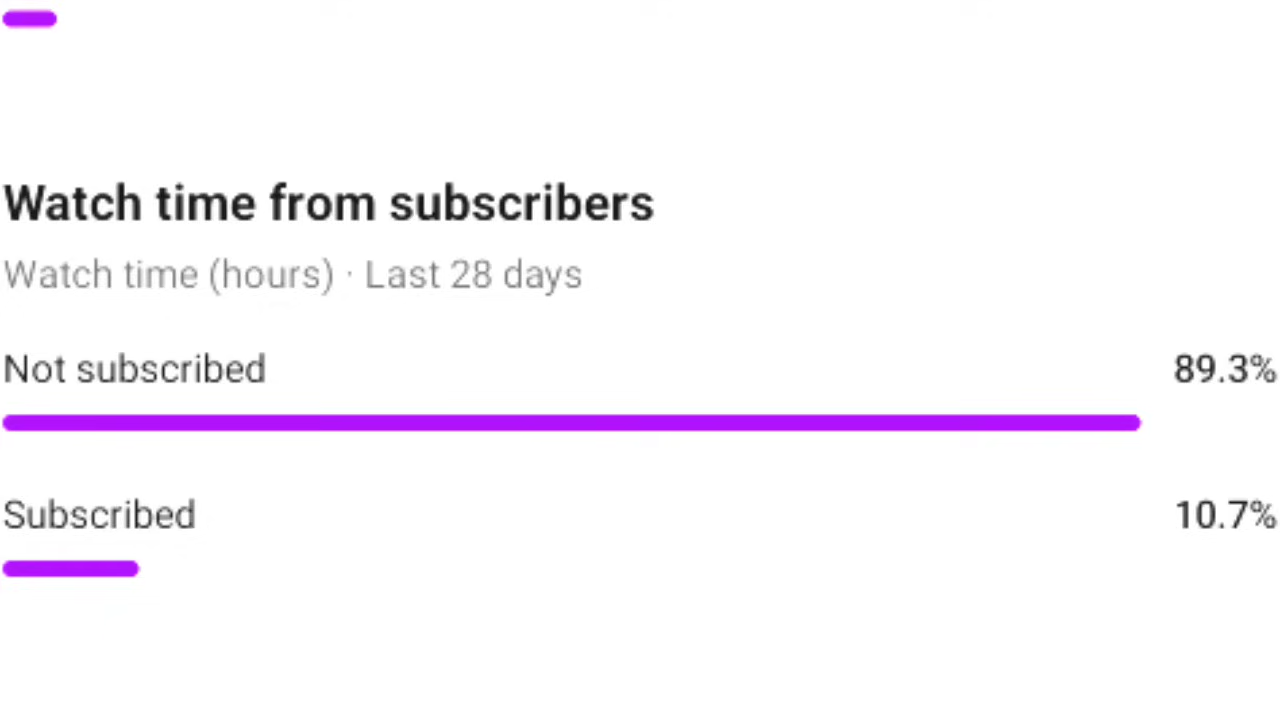 Watch time from subscribers
Watch time (hours) · Last 28 days
Not subscribed 89.3%
Subscribed 10.7%